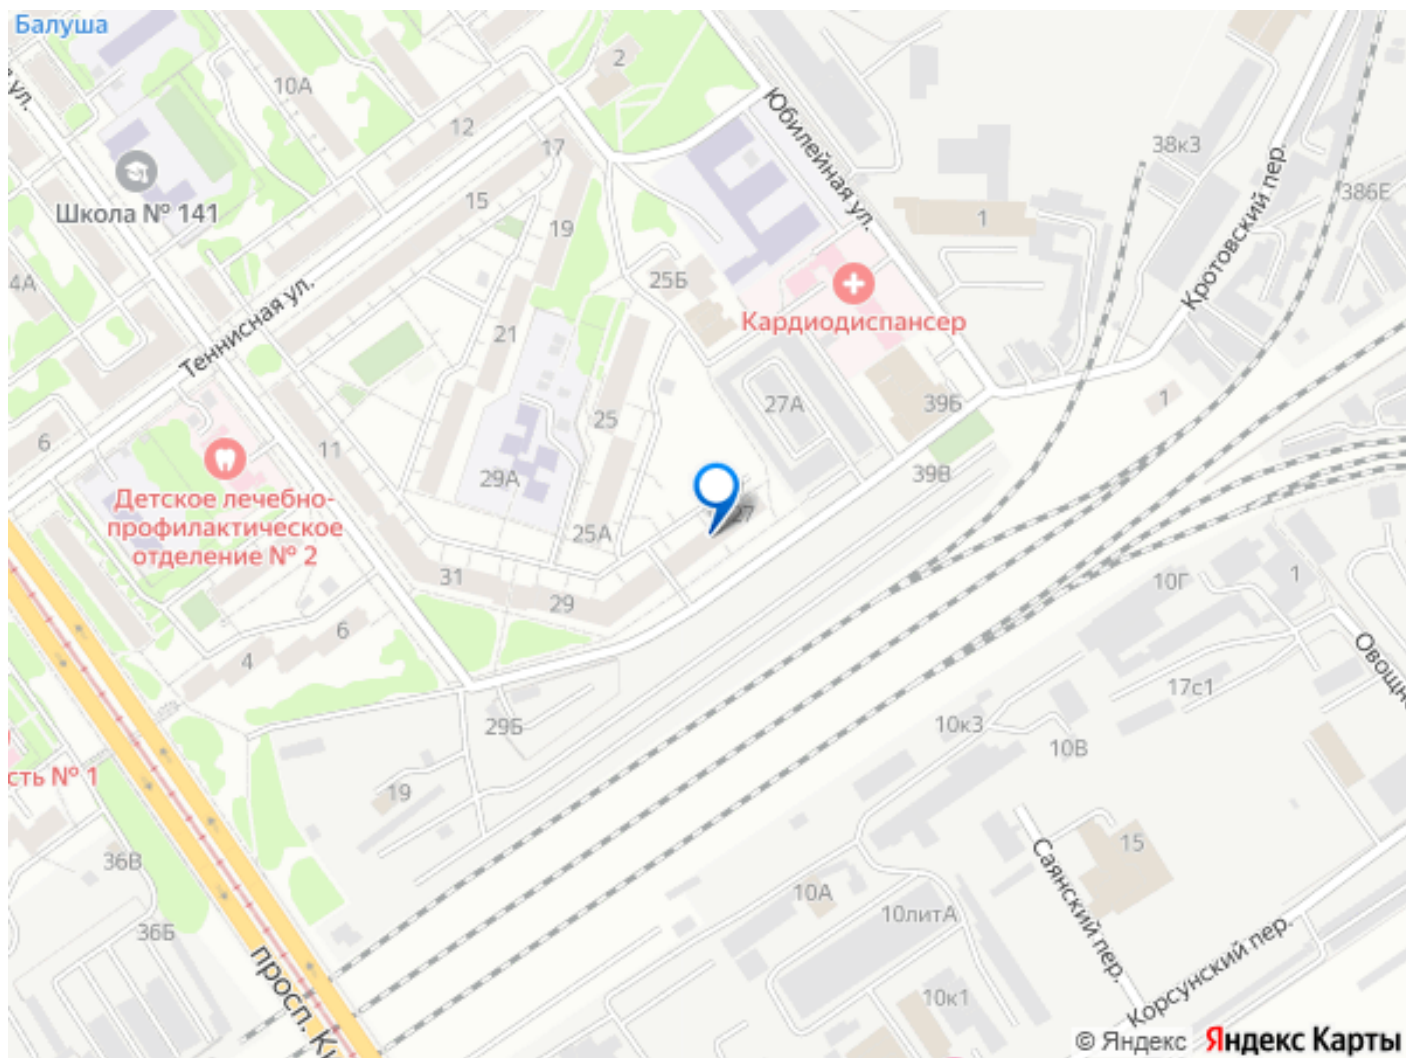 Балуша
ул.
10А
2
12
17
Юбилейная ул.
38к3
386Е
Кротовский пер.
Школа № 141
15
19
1
4А
25Б
Теннисная ул.
21
Кардиодиспансер
25
27А
39Б
1
6
11
29А
39В
Детское лечебно-
профилактическое
отделение № 2
25А
27
31
29
10Г
1
6
4
Овощн
17с1
29Б
10к3
10В
сть № 1
19
36В
15
Саянский пер.
10А
10литА
36Б
просп. Ки
10к1
Корсунский пер.
© Яндекс Яндекс Карты